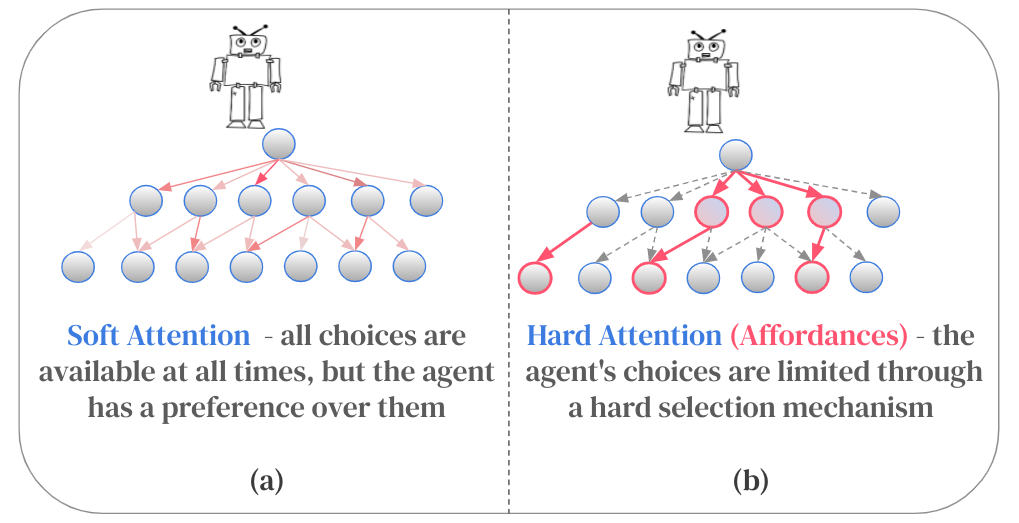 Soft Attention - all choices are
available at all times, but the agent
has a preference over them
(a)
Hard Attention (Affordances) - the
agent's choices are limited through
a hard selection mechanism
(b)